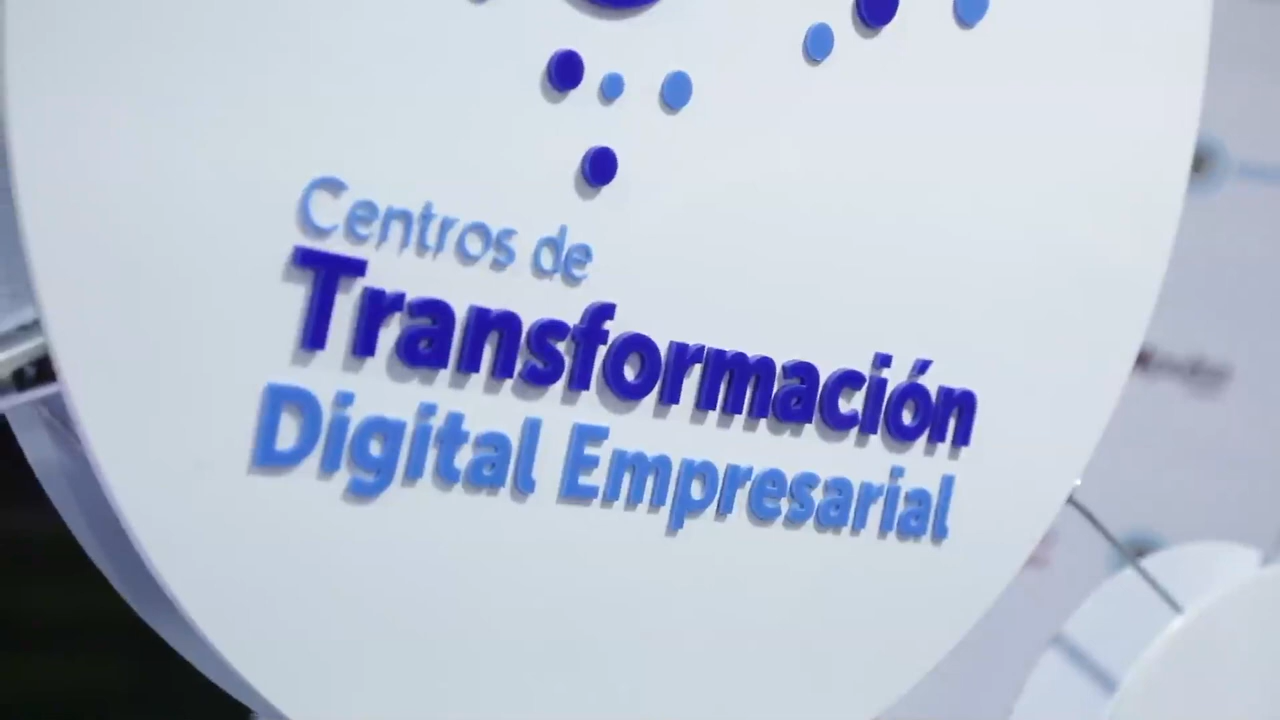 Centros de
Transformación
Digital Empresarial